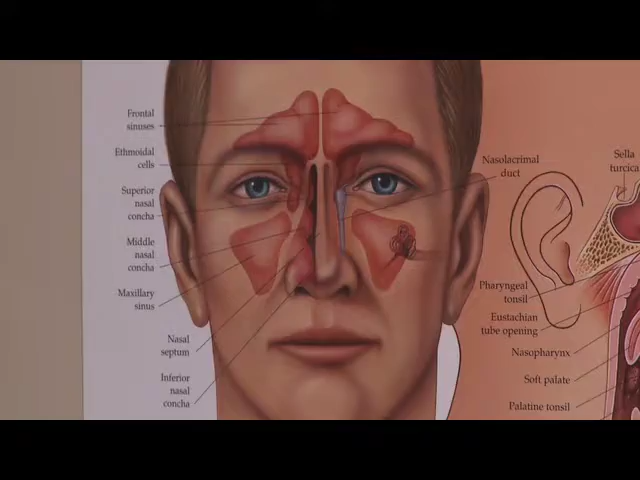 Frontal
sinuses
Ethmoidal
cells
Superior
nasal
concha
Middle
nasal
concha
Maxillary
sinus
Nasal
septum
Inferior
nasal
concha
Nasolacrimal
duct
Sella
turcica
Pharyngeal
tonsil
Eustachian
tube opening
Nasopharynx
Soft palate
Palatine tonsil